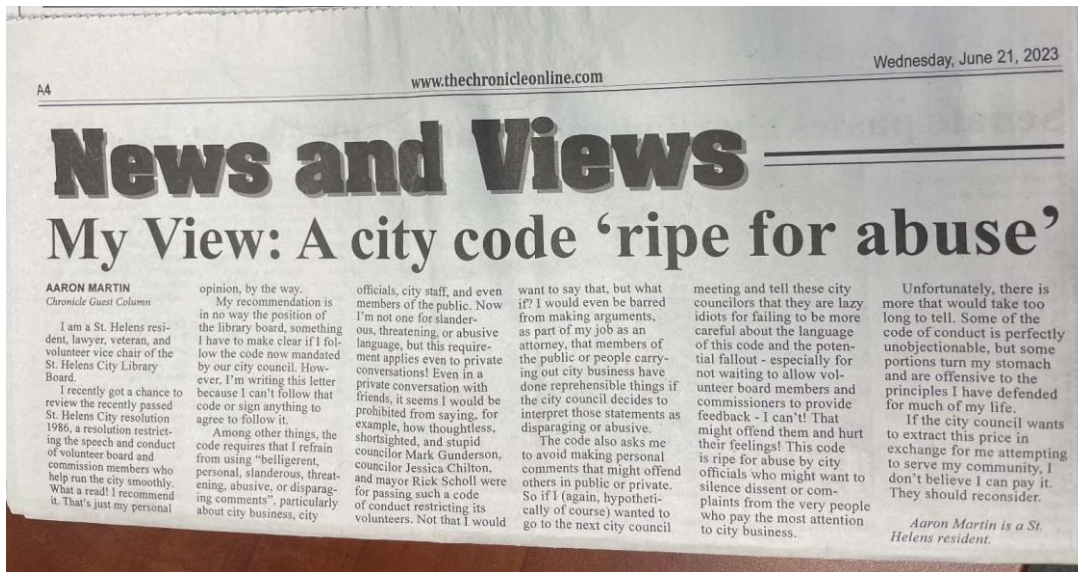 A4
www.thechronicleonline.com
Wednesday, June 21, 2023
News and Views
My View: A city code ‘ripe for abuse’
AARON MARTIN
Chronicle Guest Column
I am a St. Helens resi-
dent, lawyer, veteran, and
volunteer vice chair of the
St. Helens City Library
Board.
I recently got a chance to
review the recently passed
St. Helens City resolution
1986, a resolution restrict-
ing the speech and conduct
of volunteer board and
commission members who
help run the city smoothly.
What a read! I recommend
it. That's just my personal
opinion, by the way.
My recommendation is
in no way the position of
the library board, something
I have to make clear if I fol-
low the code now mandated
by our city council. How-
ever, I'm writing this letter
because I can't follow that
code or sign anything to
agree to follow it.
Among other things, the
code requires that I refrain
from using “belligerent,
personal, slanderous, threat-
ening, abusive, or disparag-
ing comments”, particularly
about city business, city
officials, city staff, and even
members of the public. Now
I'm not one for slander-
ous, threatening, or abusive
language, but this require-
ment applies even to private
conversations! Even in a
private conversation with
friends, it seems I would be
prohibited from saying, for
example, how thoughtless,
shortsighted, and stupid
councilor Mark Gunderson,
councilor Jessica Chilton,
and mayor Rick Scholl were
for passing such a code
of conduct restricting its
volunteers. Not that I would
want to say that, but what
if? I would even be barred
from making arguments,
as part of my job as an
attorney, that members of
the public or people carry-
ing out city business have
done reprehensible things if
the city council decides to
interpret those statements as
disparaging or abusive.
The code also asks me
to avoid making personal
comments that might offend
others in public or private.
So if I (again, hypotheti-
cally of course) wanted to
go to the next city council
meeting and tell these city
councilors that they are lazy
idiots for failing to be more
careful about the language
of this code and the poten-
tial fallout - especially for
not waiting to allow vol-
unteer board members and
commissioners to provide
feedback - I can't! That
might offend them and hurt
their feelings! This code
is ripe for abuse by city
officials who might want to
silence dissent or com-
plaints from the very people
who pay the most attention
to city business.
Unfortunately, there is
more that would take too
long to tell. Some of the
code of conduct is perfectly
unobjectionable, but some
portions turn my stomach
and are offensive to the
principles I have defended
for much of my life.
If the city council wants
to extract this price in
exchange for me attempting
to serve my community, I
don't believe I can pay it.
They should reconsider.
Aaron Martin is a St.
Helens resident.